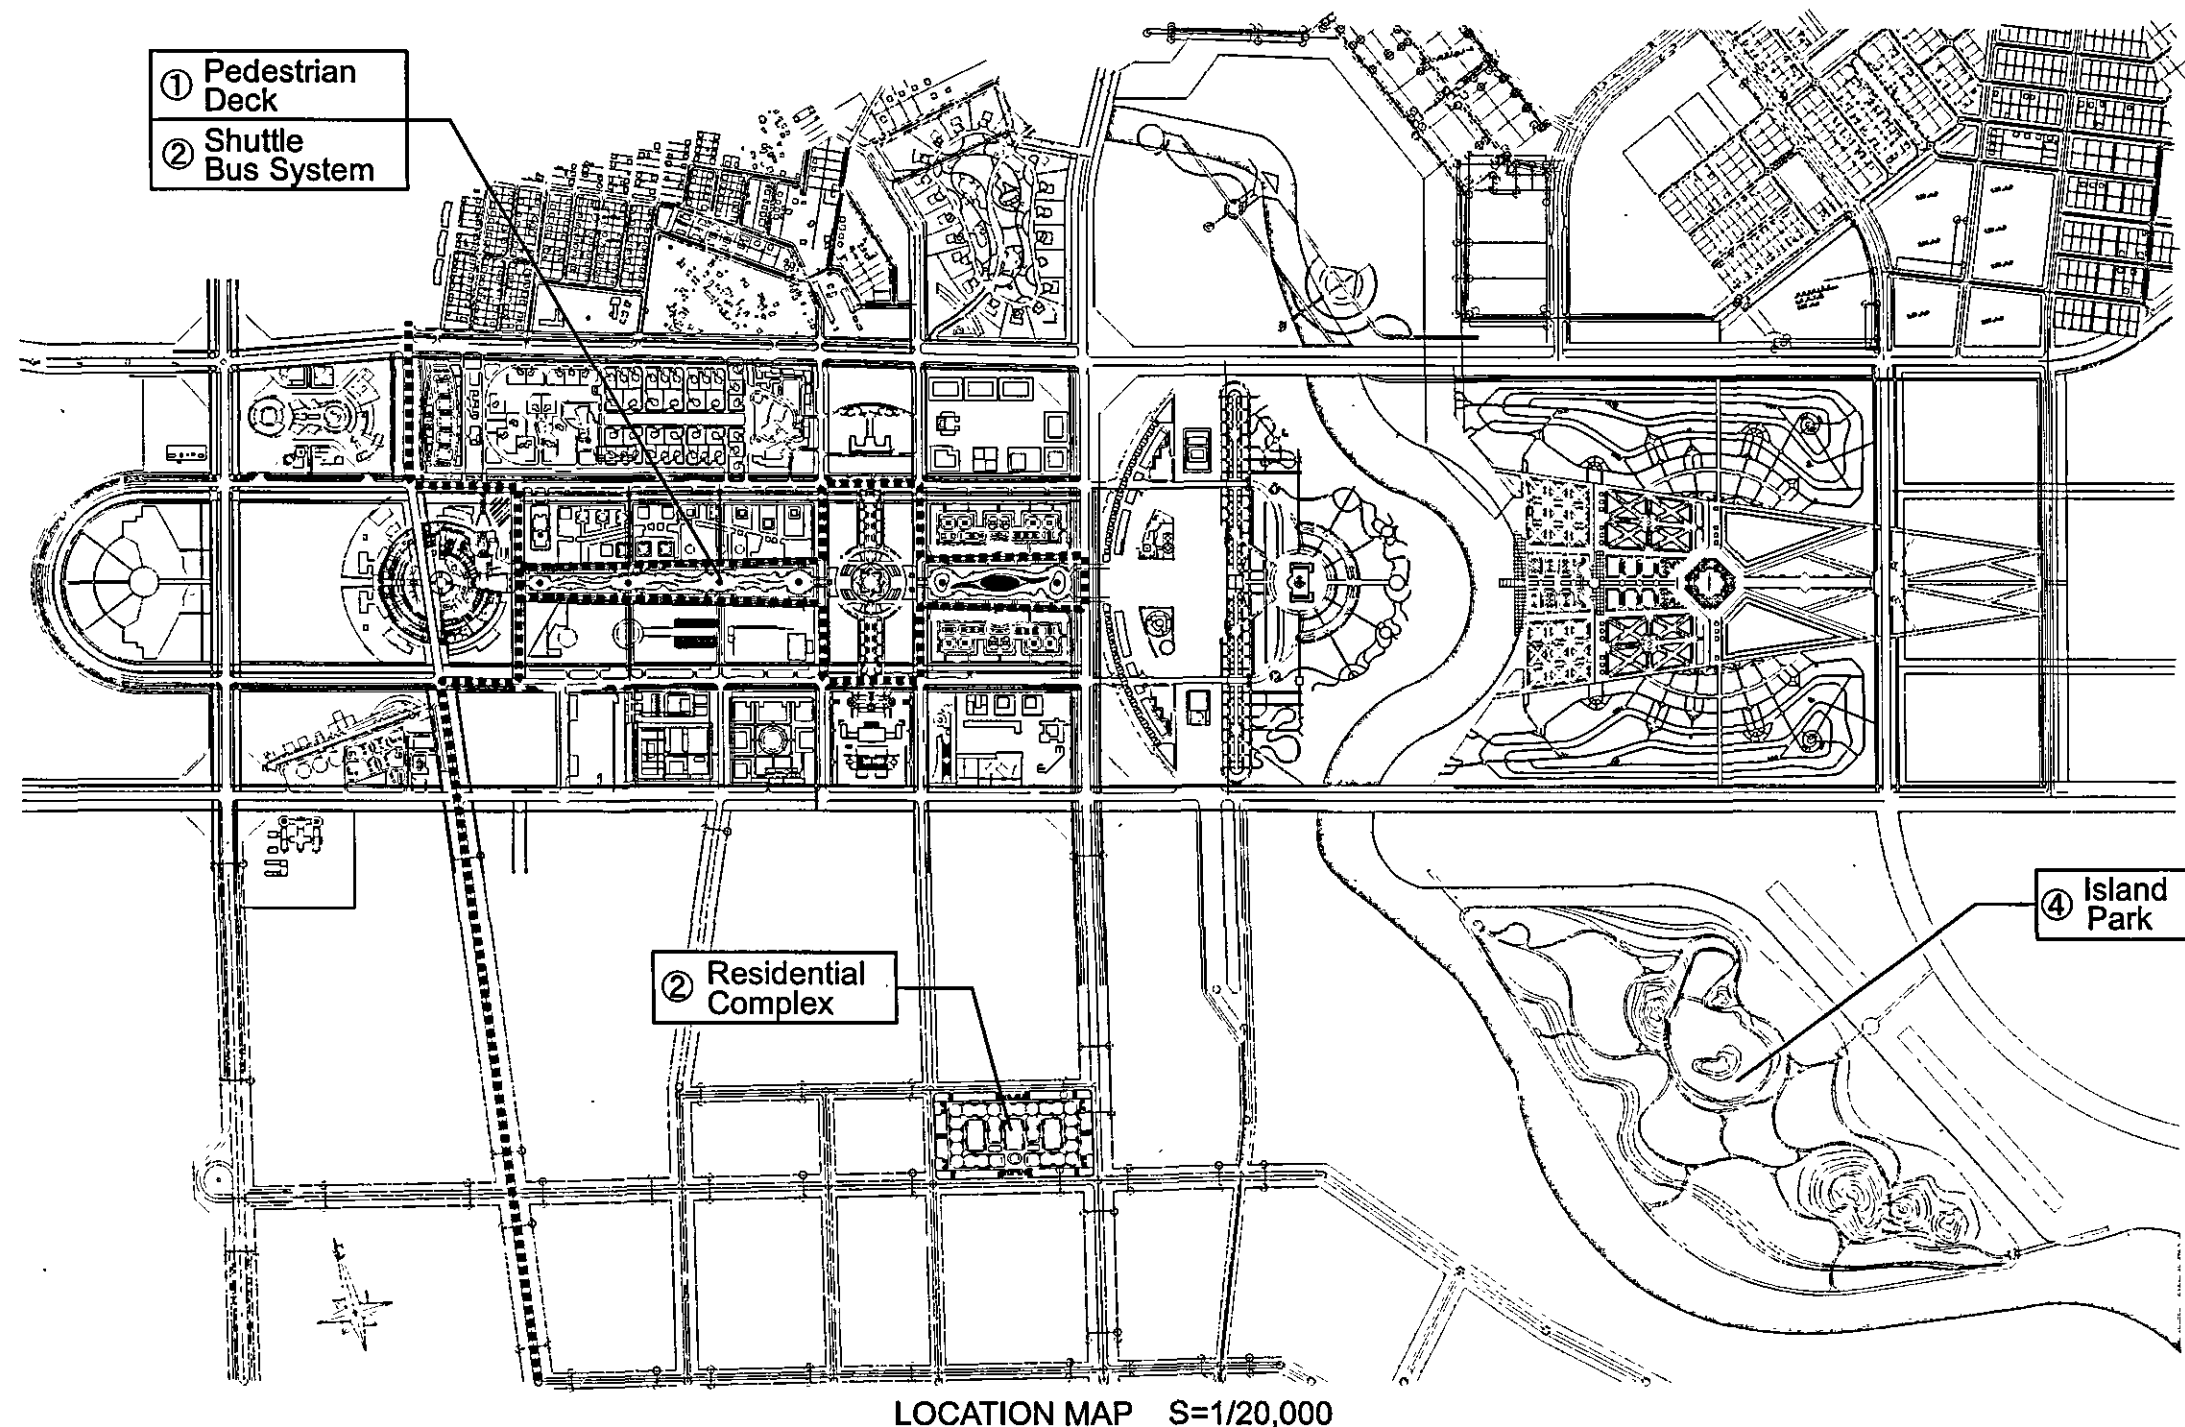 ① Pedestrian
Deck
② Shuttle
Bus System
④ Island
Park
② Residential
Complex
LOCATION MAP S=1/20,000